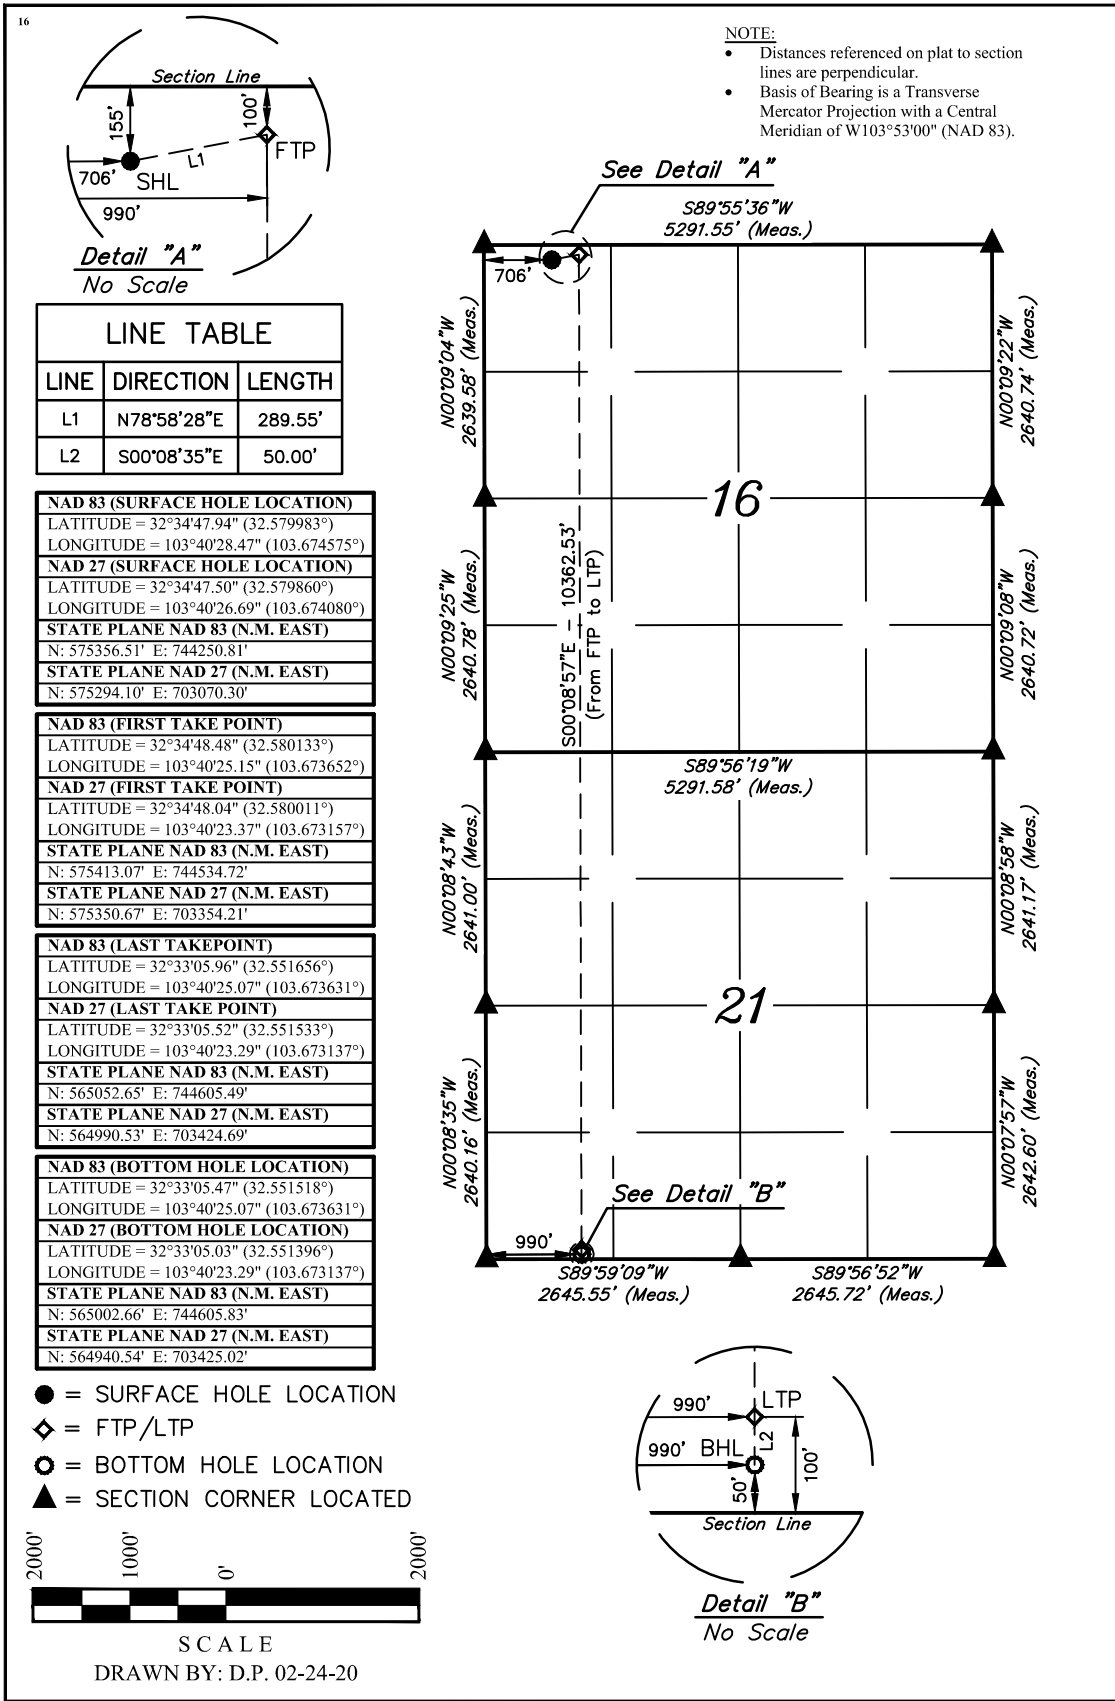 16
Section Line
155'
100'
L1
FTP
706'
SHL
990'
Detail "A"
No Scale
NOTE:
• Distances referenced on plat to section
lines are perpendicular.
• Basis of Bearing is a Transverse
Mercator Projection with a Central
Meridian of W103°53'00" (NAD 83).
LINE TABLE
LINE DIRECTION LENGTH
L1 N78°58'28"E 289.55'
L2 S00°08'35"E 50.00'
NAD 83 (SURFACE HOLE LOCATION)
LATITUDE = 32°34'47.94" (32.579983°)
LONGITUDE = 103°40'28.47" (103.674575°)
NAD 27 (SURFACE HOLE LOCATION)
LATITUDE = 32°34'47.50" (32.579860°)
LONGITUDE = 103°40'26.69" (103.674080°)
STATE PLANE NAD 83 (N.M. EAST)
N: 575356.51' E: 744250.81'
STATE PLANE NAD 27 (N.M. EAST)
N: 575294.10' E: 703070.30'
NAD 83 (FIRST TAKE POINT)
LATITUDE = 32°34'48.48" (32.580133°)
LONGITUDE = 103°40'25.15" (103.673652°)
NAD 27 (FIRST TAKE POINT)
LATITUDE = 32°34'48.04" (32.580011°)
LONGITUDE = 103°40'23.37" (103.673157°)
STATE PLANE NAD 83 (N.M. EAST)
N: 575413.07' E: 744534.72'
STATE PLANE NAD 27 (N.M. EAST)
N: 575350.67' E: 703354.21'
NAD 83 (LAST TAKEPOINT)
LATITUDE = 32°33'05.96" (32.551656°)
LONGITUDE = 103°40'25.07" (103.673631°)
NAD 27 (LAST TAKE POINT)
LATITUDE = 32°33'05.52" (32.551533°)
LONGITUDE = 103°40'23.29" (103.673137°)
STATE PLANE NAD 83 (N.M. EAST)
N: 565052.65' E: 744605.49'
STATE PLANE NAD 27 (N.M. EAST)
N: 564990.53' E: 703424.69'
NAD 83 (BOTTOM HOLE LOCATION)
LATITUDE = 32°33'05.47" (32.551518°)
LONGITUDE = 103°40'25.07" (103.673631°)
NAD 27 (BOTTOM HOLE LOCATION)
LATITUDE = 32°33'05.03" (32.551396°)
LONGITUDE = 103°40'23.29" (103.673137°)
STATE PLANE NAD 83 (N.M. EAST)
N: 565002.66' E: 744605.83'
STATE PLANE NAD 27 (N.M. EAST)
N: 564940.54' E: 703425.02'
= SURFACE HOLE LOCATION
= FTP/LTP
= BOTTOM HOLE LOCATION
= SECTION CORNER LOCATED
2000'
1000'
0'
2000'
SCALE
DRAWN BY: D.P. 02-24-20
See Detail "A"
S89°55'36"W
5291.55' (Meas.)
706'
N00°09'04"W
2639.58' (Meas.)
N00°09'22"W
2640.74' (Meas.)
16
S00°08'57"E – 10362.53'
(From FTP to LTP)
N00°09'25"W
2640.78' (Meas.)
N00°09'08"W
2640.72' (Meas.)
S89°56'19"W
5291.58' (Meas.)
N00°08'43"W
2641.00' (Meas.)
N00°08'58"W
2641.17' (Meas.)
21
N00°08'35"W
2640.16' (Meas.)
N00°07'57"W
2642.60' (Meas.)
See Detail "B"
990'
S89°59'09"W
2645.55' (Meas.)
S89°56'52"W
2645.72' (Meas.)
990'
LTP
990'
BHL
L2
50'
100'
Section Line
Detail "B"
No Scale